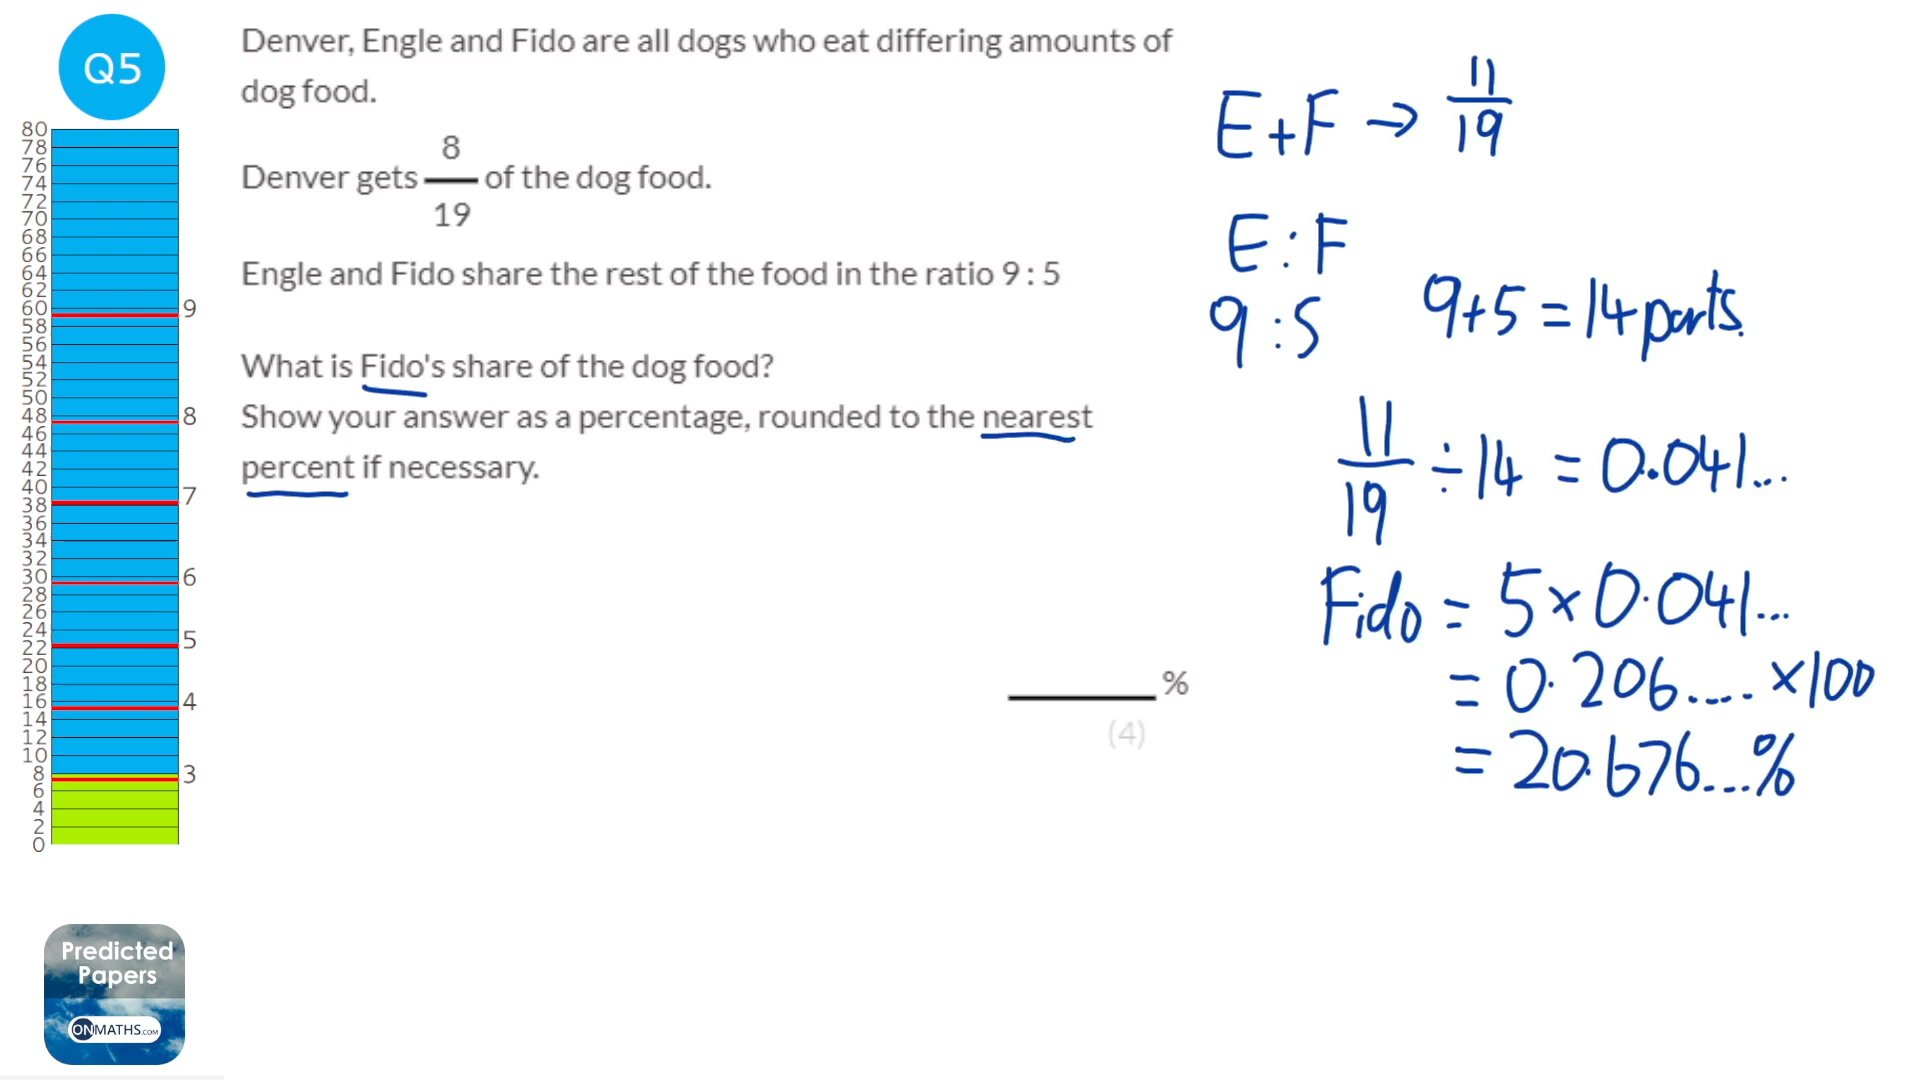 Q5
Denver, Engle and Fido are all dogs who eat differing amounts of
dog food.
8
Denver gets — of the dog food.
19
Engle and Fido share the rest of the food in the ratio 9 : 5
What is Fido's share of the dog food?
Show your answer as a percentage, rounded to the nearest
percent if necessary.
%
(4)
E+F → 11/19
E : F
9 : 5
9+5 = 14 parts.
11/19 ÷ 14 = 0.041...
Fido = 5 × 0.041...
= 0.206.... ×100
= 20.676...%
80
78
76
74
72
70
68
66
64
62
60
58
56
54
52
50
48
46
44
42
40
38
36
34
32
30
28
26
24
22
20
18
16
14
12
10
8
6
4
2
0
9
8
7
6
5
4
3
Predicted
Papers
ONMATHS.COM